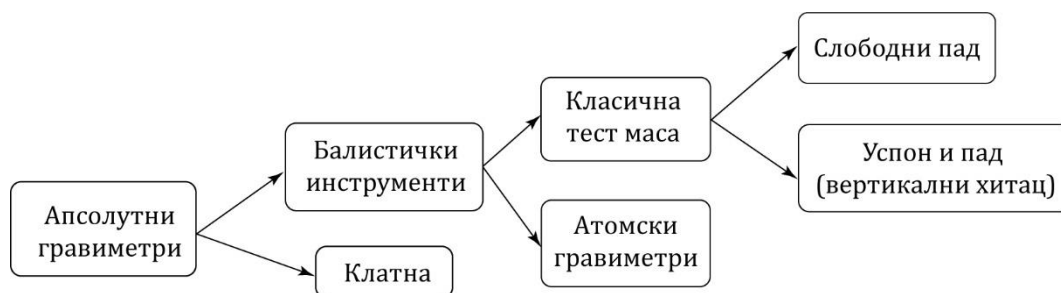 Апсолутни
гравиметри
Балистички
инструменти
Клатна
Класична
тест маса
Атомски
гравиметри
Слободни пад
Успон и пад
(вертикални хитац)